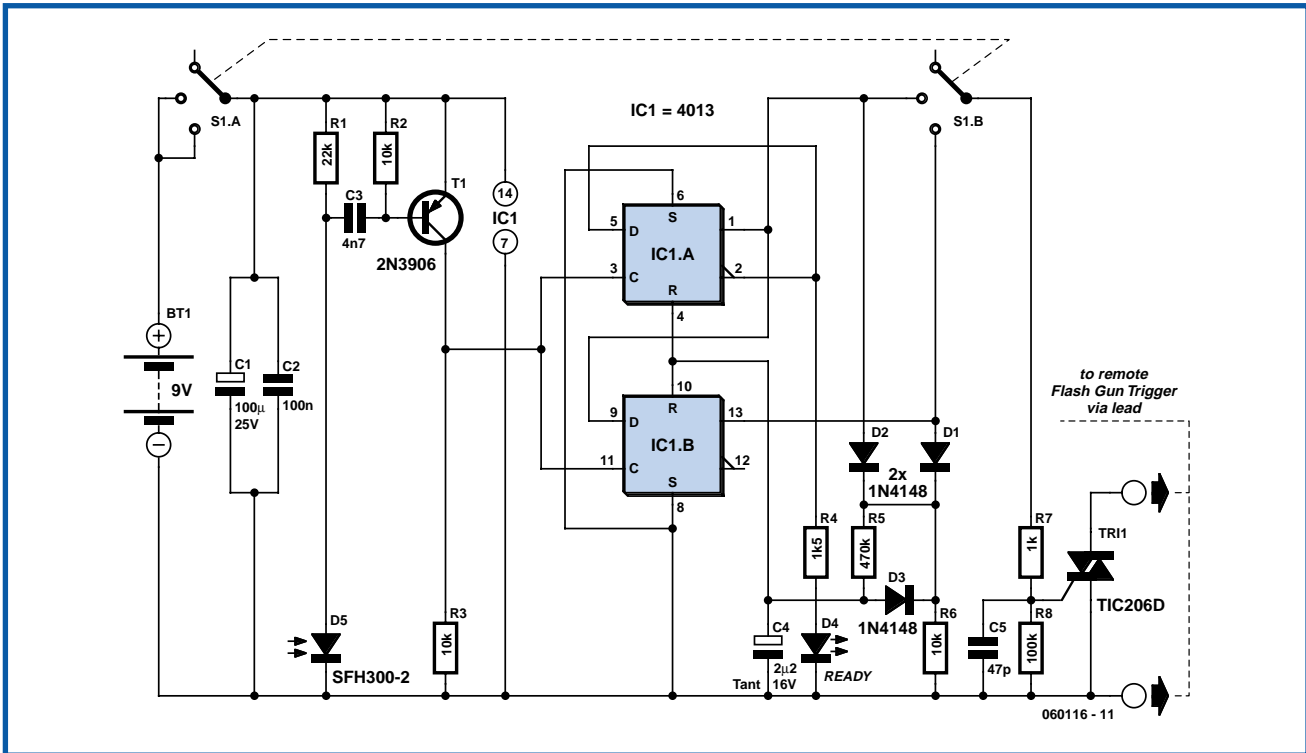 S1.A
IC1 = 4013
S1.B
R1
22k
R2
10k
T1
C3
4n7
14
IC1
7
2N3906
6
S
5
D
1
IC1.A
3
C
2
R
4
BT1
+
9V
−
C1
100µ
25V
C2
100n
10
R
9
D
13
IC1.B
11
C
12
S
8
to remote
Flash Gun Trigger
via lead
D2
D1
2x
1N4148
R4
1k5
R5
470k
R7
1k
TRI1
D3
1N4148
TIC206D
D5
SFH300-2
R3
10k
C4
2µ2
16V
Tant
D4
READY
R6
10k
C5
47p
R8
100k
060116 - 11